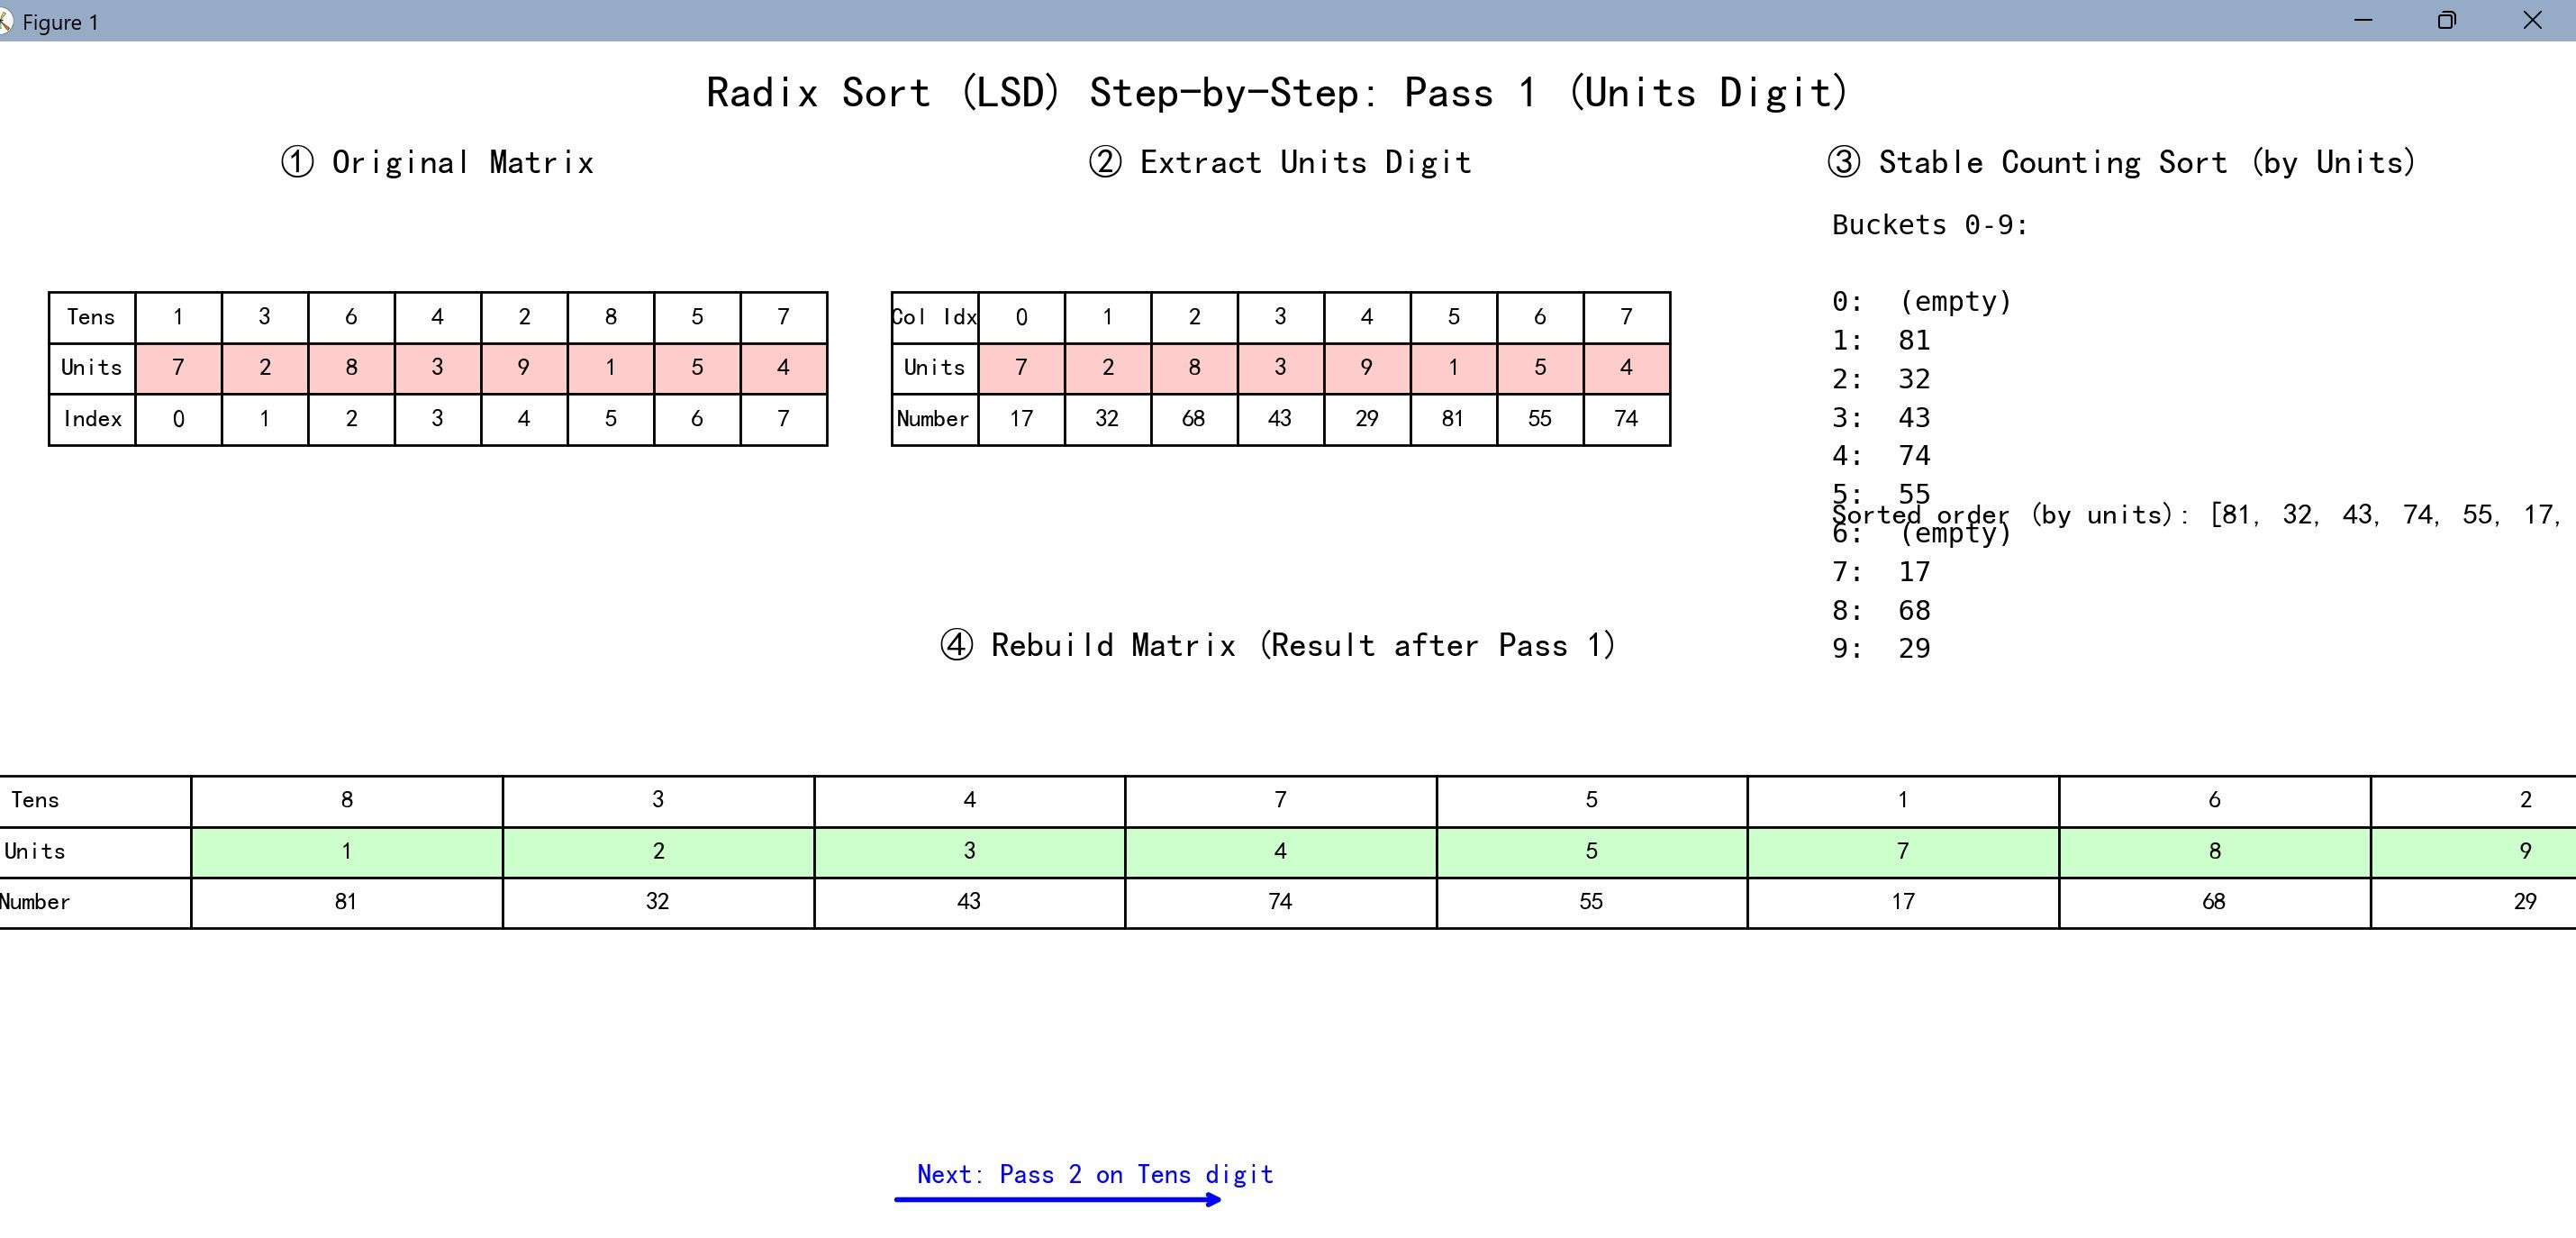 Figure 1
Radix Sort (LSD) Step-by-Step: Pass 1 (Units Digit)
① Original Matrix
Tens 1 3 6 4 2 8 5 7
Units 7 2 8 3 9 1 5 4
Index 0 1 2 3 4 5 6 7
② Extract Units Digit
Col Idx 0 1 2 3 4 5 6 7
Units 7 2 8 3 9 1 5 4
Number 17 32 68 43 29 81 55 74
③ Stable Counting Sort (by Units)
Buckets 0-9:
0: (empty)
1: 81
2: 32
3: 43
4: 74
5: 55
Sorted order (by units): [81, 32, 43, 74, 55, 17,
6: (empty)
7: 17
8: 68
9: 29
④ Rebuild Matrix (Result after Pass 1)
Tens 8 3 4 7 5 1 6 2
Units 1 2 3 4 5 7 8 9
Number 81 32 43 74 55 17 68 29
Next: Pass 2 on Tens digit